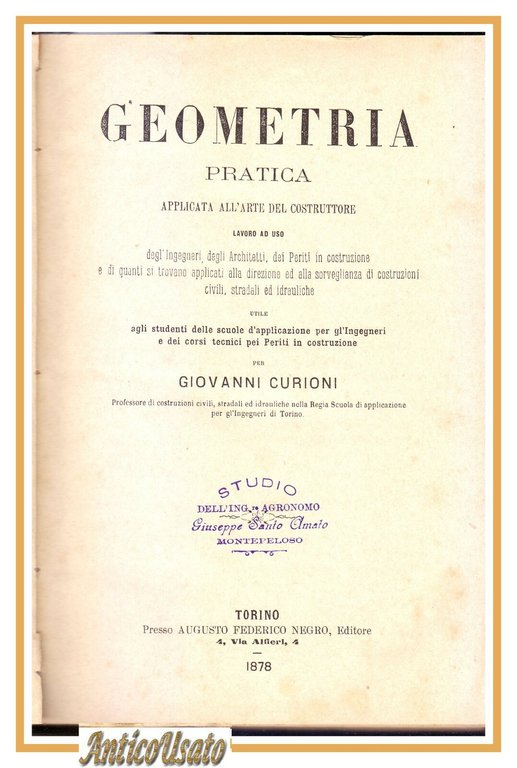 GEOMETRIA
PRATICA
APPLICATA ALL'ARTE DEL COSTRUTTORE
LAVORO AD USO
degl'Ingegneri, degli Architetti, dei Periti in costruzione
e di quanti si trovano applicati alla direzione ed alla sorveglianza di costruzioni
civili, stradali ed idrauliche
UTILE
agli studenti delle scuole d'applicazione per gl'Ingegneri
e dei corsi tecnici pei Periti in costruzione
PER
GIOVANNI CURIONI
Professore di costruzioni civili, stradali ed idrauliche nella Regia Scuola di applicazione
per gl'Ingegneri di Torino.
STUDIO
DELL'ING.re AGRONOMO
Giuseppe Santo Amato
MONTEPELOSO
TORINO
Presso AUGUSTO FEDERICO NEGRO, Editore
4, Via Alfieri, 4
1878
AnticoUsato